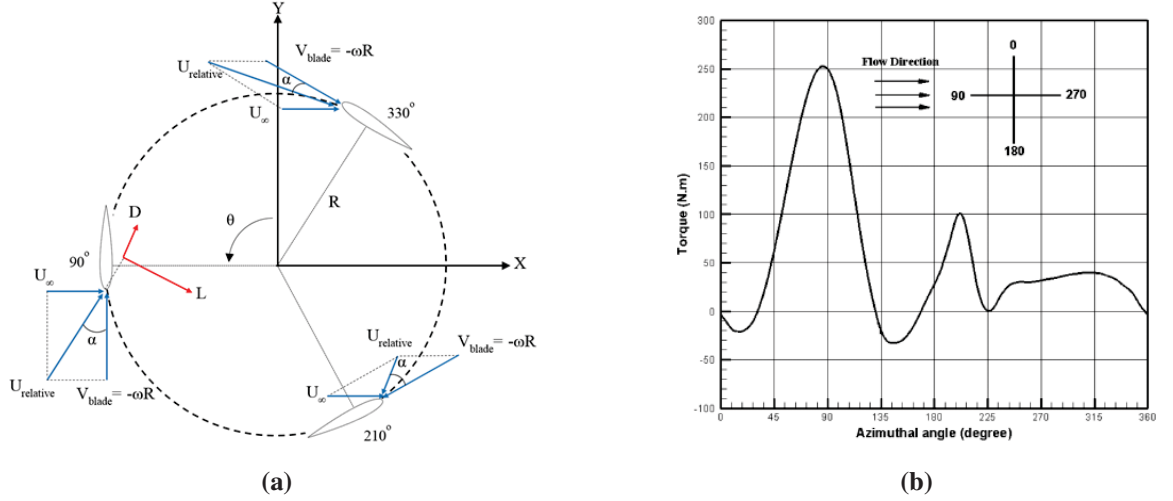 Y
V_blade = -ωR
U_relative
α
U_∞
330°
θ
R
D
90°
X
U_∞
L
α
U_relative
V_blade = -ωR
U_relative
V_blade = -ωR
α
U_∞
210°
(a)
300
250
200
150
100
50
0
-50
-100
Torque (N.m)
0
Flow Direction
90
270
180
0 45 90 135 180 225 270 315 360
Azimuthal angle (degree)
(b)